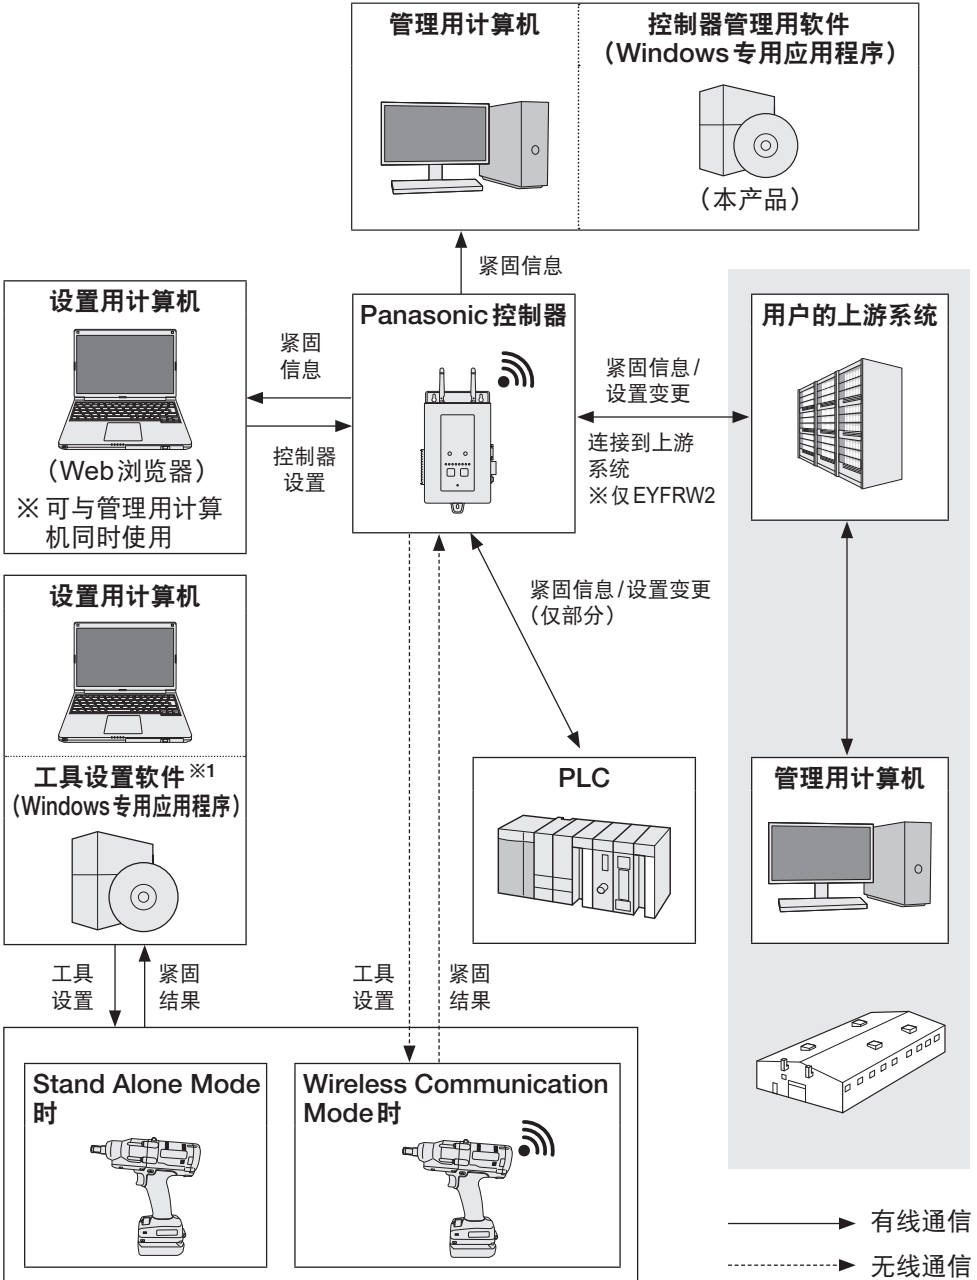 管理用计算机
控制器管理用软件
（Windows专用应用程序）
（本产品）
紧固信息
设置用计算机
（Web浏览器）
※可与管理用计算
机同时使用
紧固
信息
控制器
设置
Panasonic控制器
紧固信息/
设置变更
连接到上游
系统
※仅EYFRW2
用户的上游系统
设置用计算机
工具设置软件※1
（Windows专用应用程序）
紧固信息/设置变更
（仅部分）
PLC
管理用计算机
工具
设置
紧固
结果
工具
设置
紧固
结果
Stand Alone Mode
时
Wireless Communication
Mode时
有线通信
无线通信